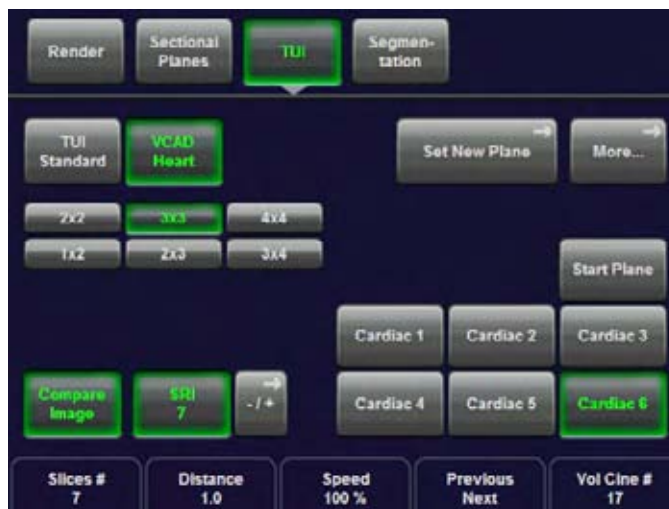 Render
Sectional
Planes
TUI
Segmen-
tation
TUI
Standard
VCAD
Heart
Set New Plane
More...
2x2
3x3
4x4
1x2
2x3
3x4
Start Plane
Cardiac 1
Cardiac 2
Cardiac 3
Compare
Image
SRI
7
- / +
Cardiac 4
Cardiac 5
Cardiac 6
Slices #
7
Distance
1.0
Speed
100 %
Previous
Next
Vol Cine #
17